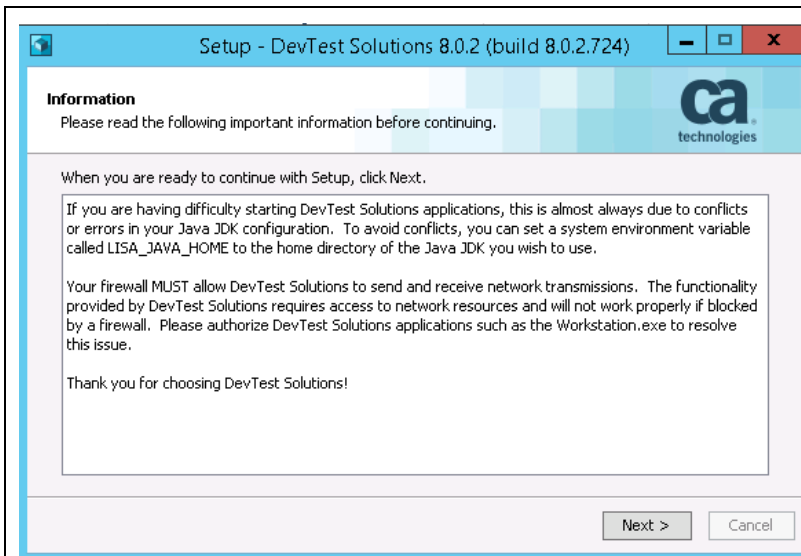 Setup - DevTest Solutions 8.0.2 (build 8.0.2.724)
Information
Please read the following important information before continuing.
ca
technologies
When you are ready to continue with Setup, click Next.
If you are having difficulty starting DevTest Solutions applications, this is almost always due to conflicts
or errors in your Java JDK configuration.  To avoid conflicts, you can set a system environment variable
called LISA_JAVA_HOME to the home directory of the Java JDK you wish to use.
Your firewall MUST allow DevTest Solutions to send and receive network transmissions.  The functionality
provided by DevTest Solutions requires access to network resources and will not work properly if blocked
by a firewall.  Please authorize DevTest Solutions applications such as the Workstation.exe to resolve
this issue.
Thank you for choosing DevTest Solutions!
Next >
Cancel